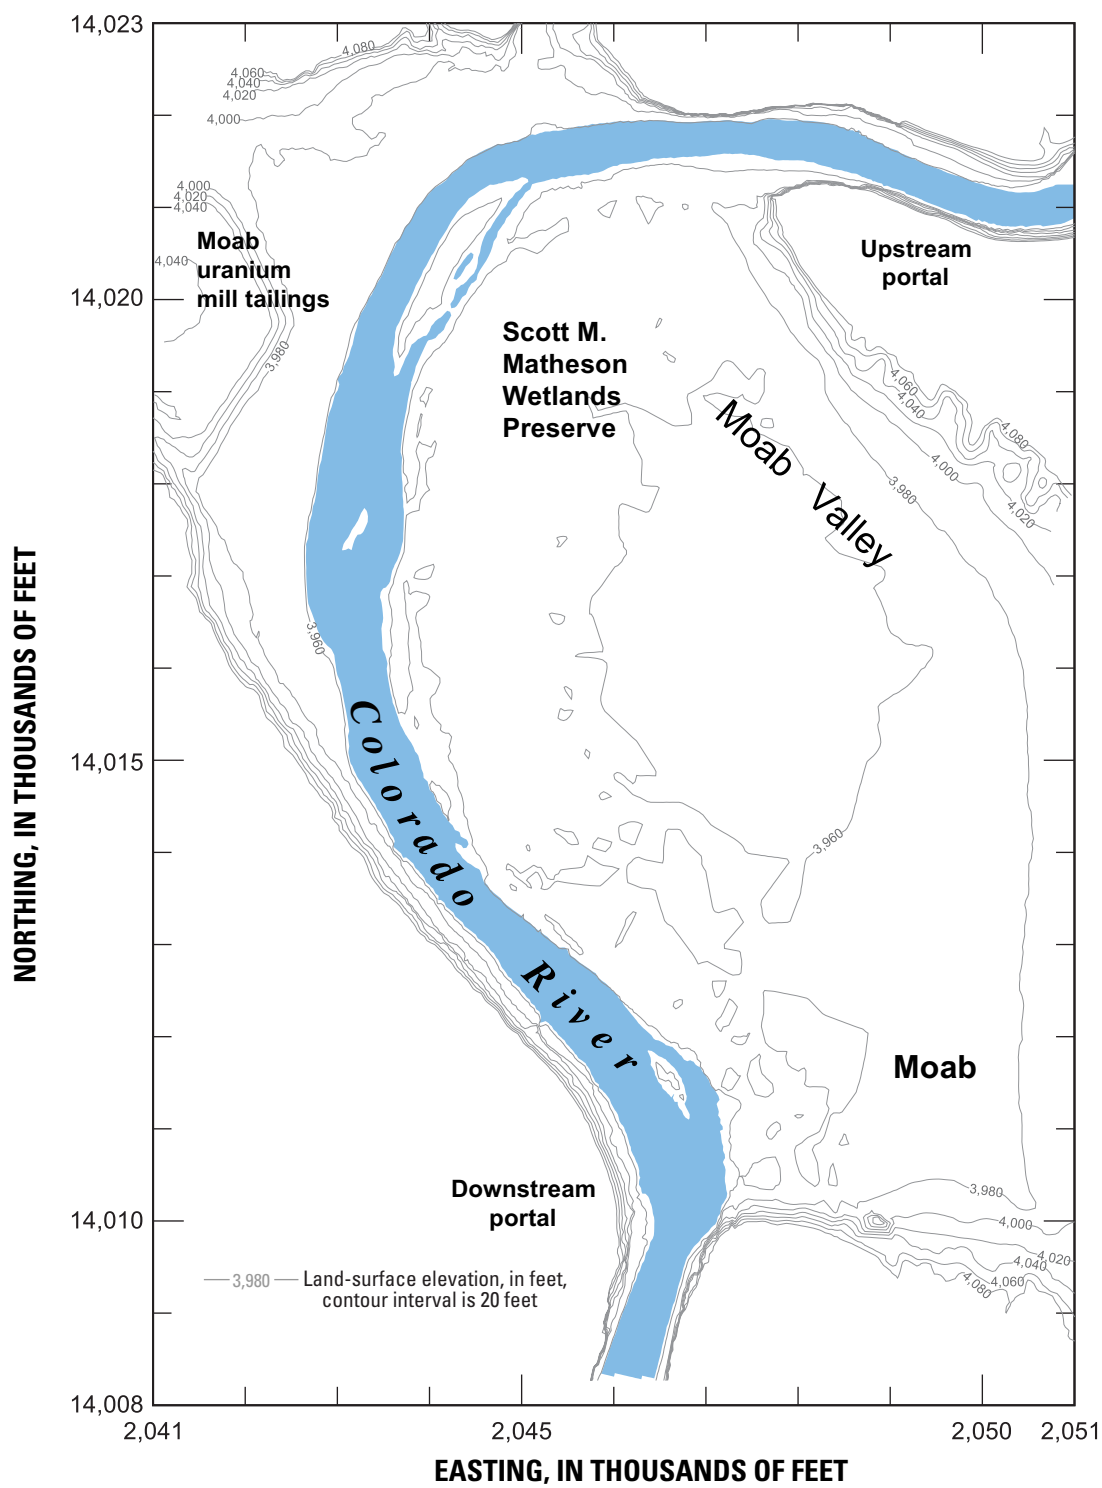 14,023
4,080
4,060
4,040
4,020
4,000
4,000
4,020
4,040
Moab
uranium
mill tailings
4,040
Upstream
portal
14,020
3,980
Scott M.
Matheson
Wetlands
Preserve
4,060
4,040
4,080
Moab Valley
4,000
3,980
4,020
3,960
Colorado River
14,015
3,960
NORTHING, IN THOUSANDS OF FEET
Moab
Downstream
portal
3,980
14,010
4,000
4,020
4,040
4,060
4,080
3,980
Land-surface elevation, in feet,
contour interval is 20 feet
14,008
2,041
2,045
2,050
2,051
EASTING, IN THOUSANDS OF FEET